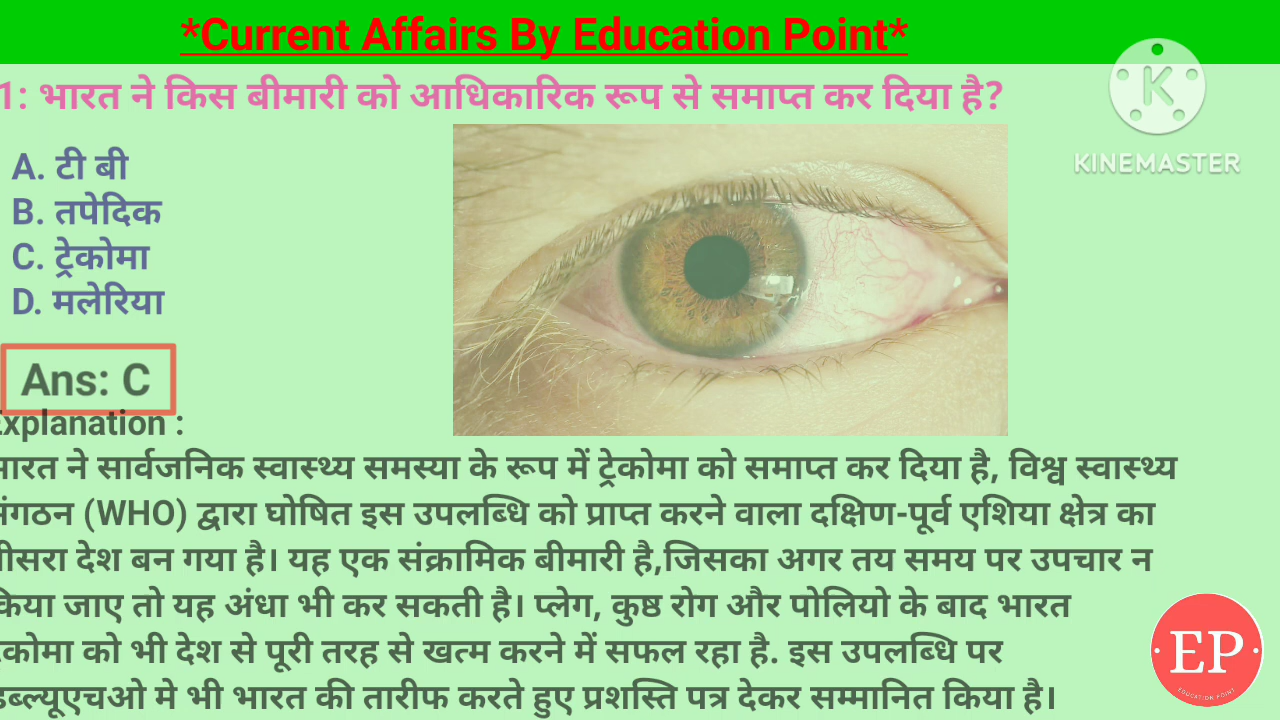 *Current Affairs By Education Point*
1: भारत ने किस बीमारी को आधिकारिक रूप से समाप्त कर दिया है?
A. टी बी
B. तपेदिक
C. ट्रेकोमा
D. मलेरिया
Ans: C
xplanation :
ारत ने सार्वजनिक स्वास्थ्य समस्या के रूप में ट्रेकोमा को समाप्त कर दिया है, विश्व स्वास्थ्य
ंगठन (WHO) द्वारा घोषित इस उपलब्धि को प्राप्त करने वाला दक्षिण-पूर्व एशिया क्षेत्र का
ीसरा देश बन गया है। यह एक संक्रामिक बीमारी है,जिसका अगर तय समय पर उपचार न
किया जाए तो यह अंधा भी कर सकती है। प्लेग, कुष्ठ रोग और पोलियो के बाद भारत
कोमा को भी देश से पूरी तरह से खत्म करने में सफल रहा है. इस उपलब्धि पर
डब्ल्यूएचओ मे भी भारत की तारीफ करते हुए प्रशस्ति पत्र देकर सम्मानित किया है।
K
KINEMASTER
EP
EDUCATION POINT